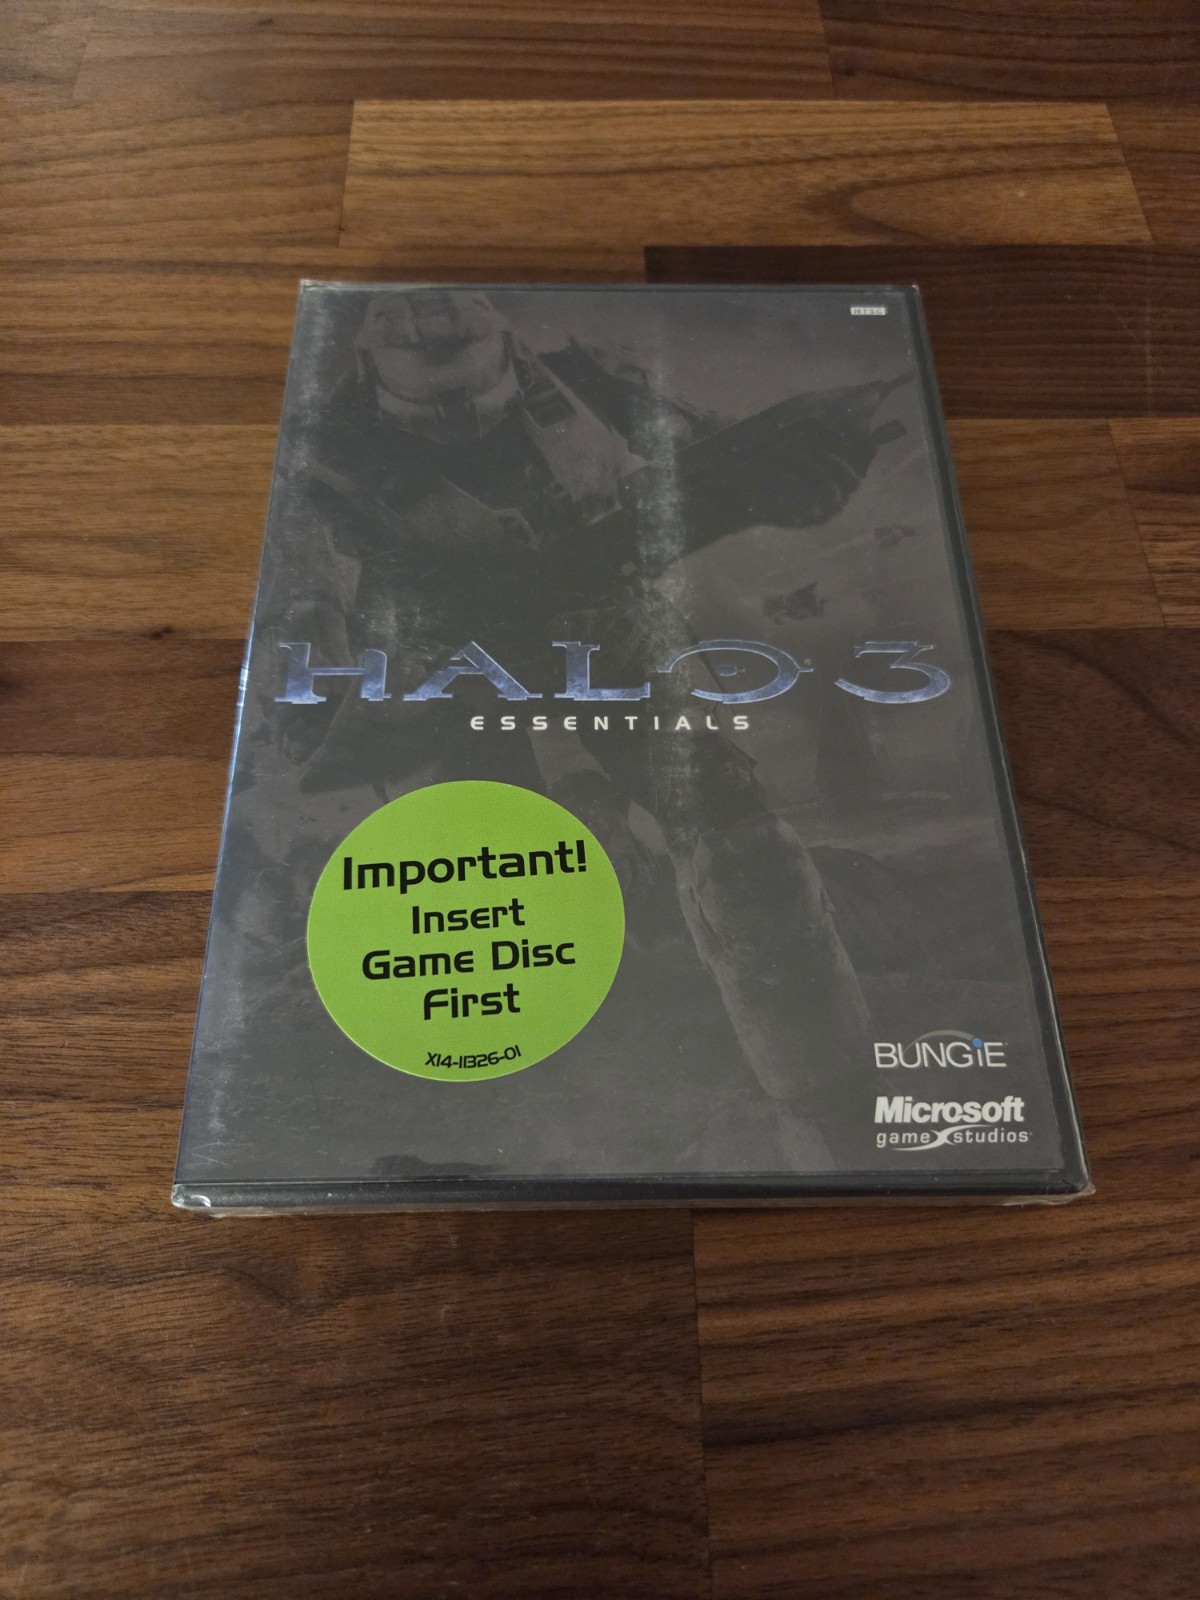 NTSC
HALO 3
ESSENTIALS
Important!
Insert
Game Disc
First
X14-11326-01
BUNGiE
Microsoft
game studios